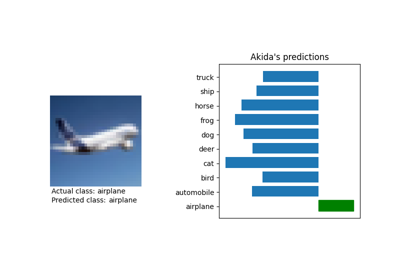 Akida's predictions
truck
ship
horse
frog
dog
deer
cat
bird
automobile
airplane
Actual class: airplane
Predicted class: airplane